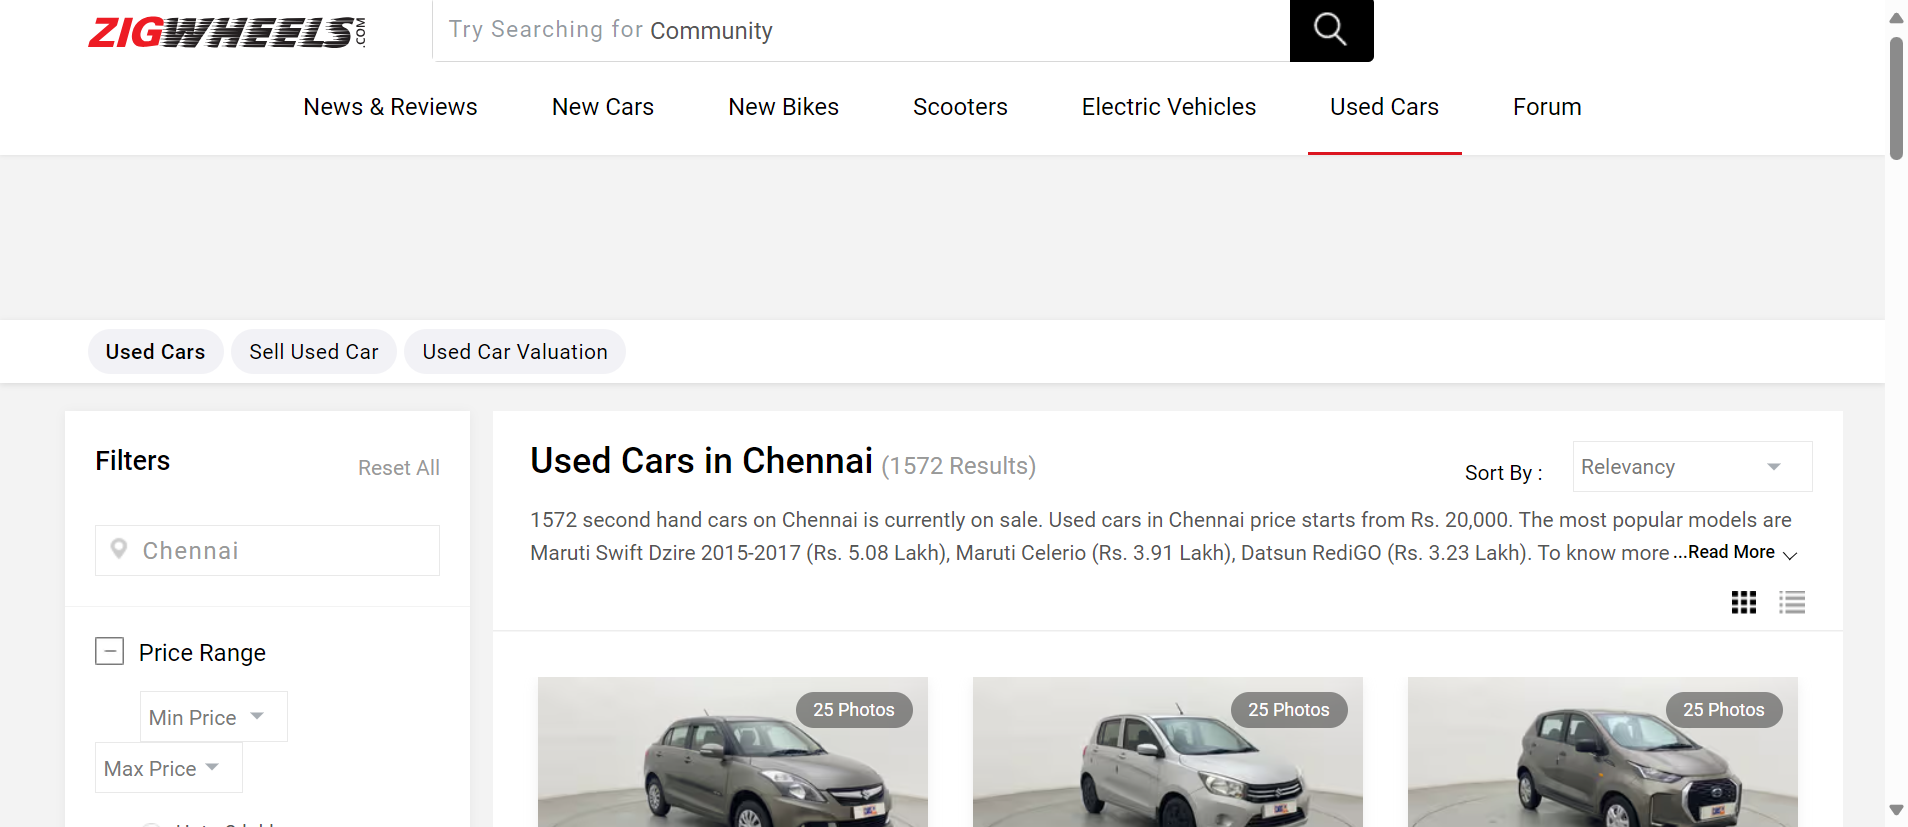 ZIGWHEELS.COM
Try Searching for Community
News & Reviews New Cars New Bikes Scooters Electric Vehicles Used Cars Forum
Used Cars Sell Used Car Used Car Valuation
Filters
Reset All
Chennai
Price Range
Min Price
Max Price
Used Cars in Chennai (1572 Results)
Sort By : Relevancy
1572 second hand cars on Chennai is currently on sale. Used cars in Chennai price starts from Rs. 20,000. The most popular models are
Maruti Swift Dzire 2015-2017 (Rs. 5.08 Lakh), Maruti Celerio (Rs. 3.91 Lakh), Datsun RediGO (Rs. 3.23 Lakh). To know more ...Read More
25 Photos
25 Photos
25 Photos